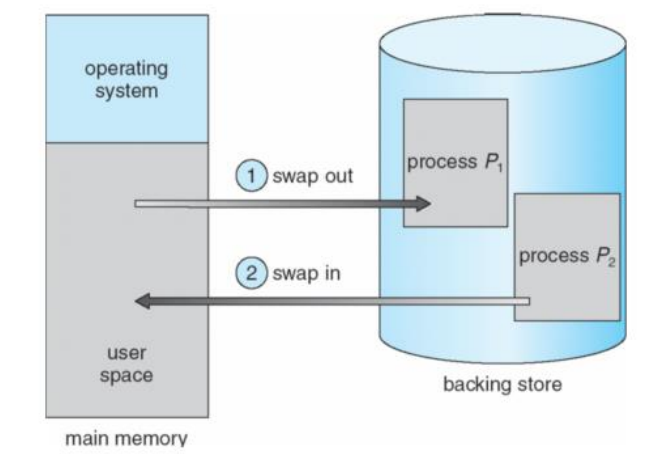 operating
system
1 swap out
process P1
2 swap in
process P2
user
space
backing store
main memory